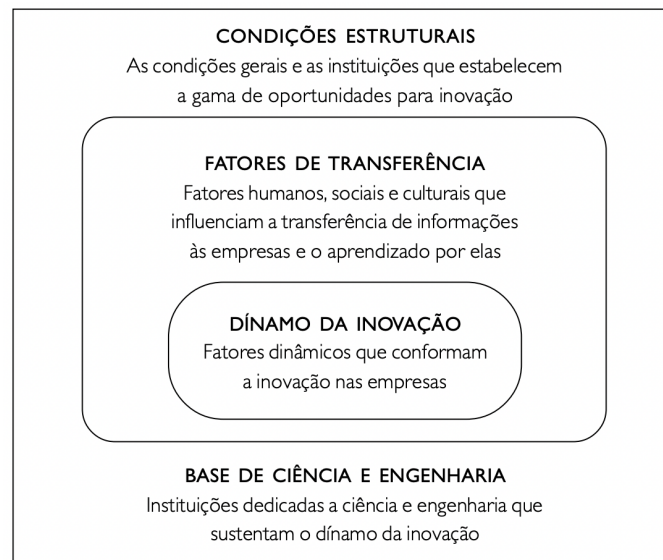 CONDIÇÕES ESTRUTURAIS
As condições gerais e as instituições que estabelecem
a gama de oportunidades para inovação
FATORES DE TRANSFERÊNCIA
Fatores humanos, sociais e culturais que
influenciam a transferência de informações
às empresas e o aprendizado por elas
DÍNAMO DA INOVAÇÃO
Fatores dinâmicos que conformam
a inovação nas empresas
BASE DE CIÊNCIA E ENGENHARIA
Instituições dedicadas a ciência e engenharia que
sustentam o dínamo da inovação